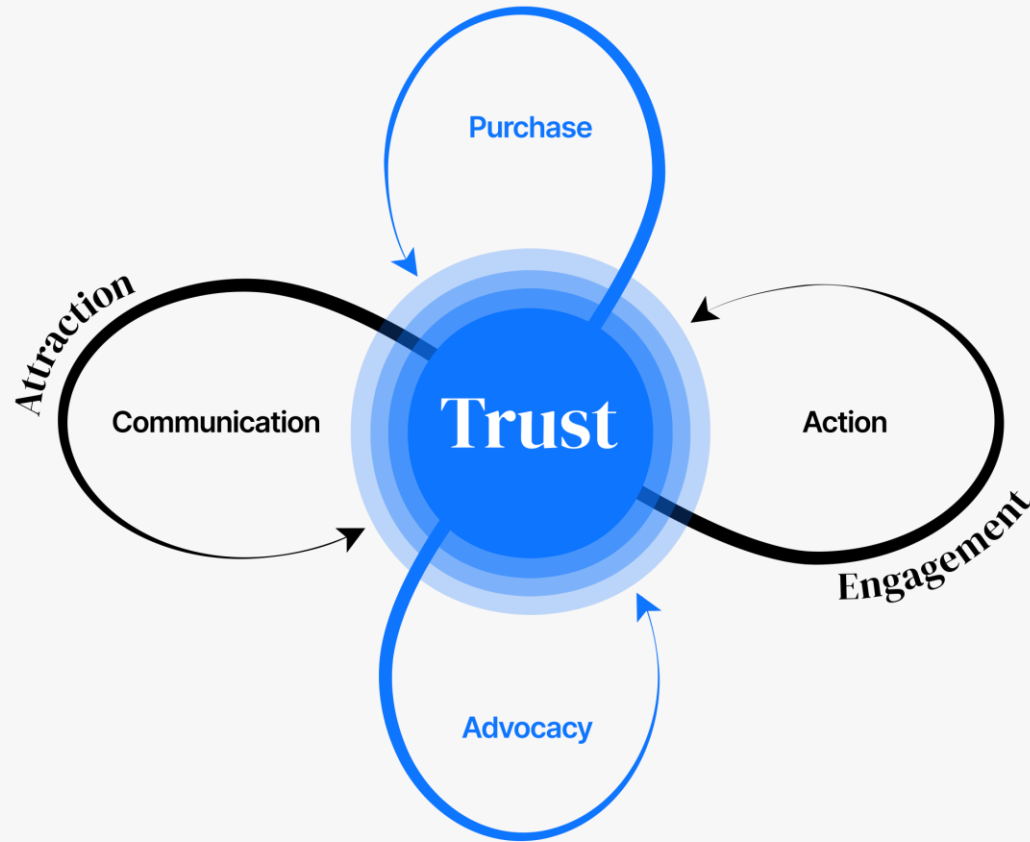 Purchase
Attraction
Communication
Trust
Action
Engagement
Advocacy